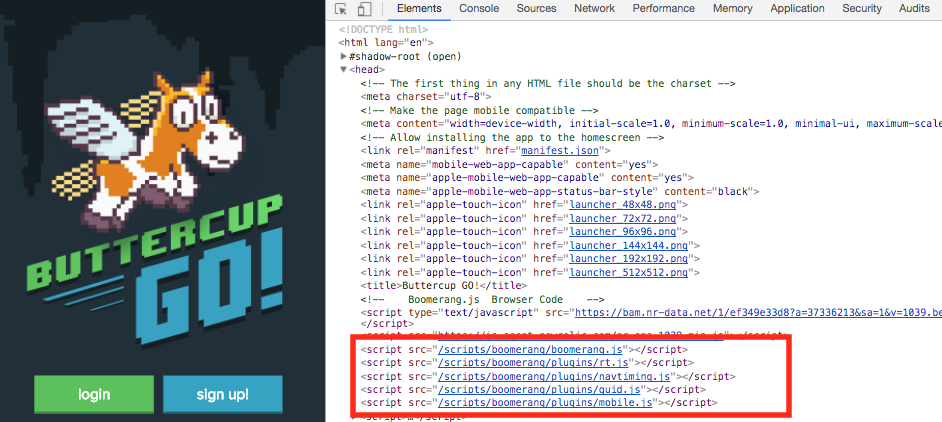 BUTTERCUP
GO!
login
sign up!
Elements Console Sources Network Performance Memory Application Security Audits
<!DOCTYPE html>
<html lang="en">
#shadow-root (open)
<head>
<!-- The first thing in any HTML file should be the charset -->
<meta charset="utf-8">
<!-- Make the page mobile compatible -->
<meta content="width=device-width, initial-scale=1.0, minimum-scale=1.0, minimal-ui, maximum-scale
<!-- Allow installing the app to the homescreen -->
<link rel="manifest" href="manifest.json">
<meta name="mobile-web-app-capable" content="yes">
<meta name="apple-mobile-web-app-capable" content="yes">
<meta name="apple-mobile-web-app-status-bar-style" content="black">
<link rel="apple-touch-icon" href="launcher_48x48.png">
<link rel="apple-touch-icon" href="launcher_72x72.png">
<link rel="apple-touch-icon" href="launcher_96x96.png">
<link rel="apple-touch-icon" href="launcher_144x144.png">
<link rel="apple-touch-icon" href="launcher_192x192.png">
<link rel="apple-touch-icon" href="launcher_512x512.png">
<title>Buttercup GO!</title>
<!-- Boomerang.js Browser Code -->
<script type="text/javascript" src="https://bam.nr-data.net/1/ef349e33d8?a=37336213&sa=1&v=1039.be
</script>
<script src="https://js-agent.newrelic.com/nr-spa-1039.min.js"></script>
<script src="/scripts/boomerang/boomerang.js"></script>
<script src="/scripts/boomerang/plugins/rt.js"></script>
<script src="/scripts/boomerang/plugins/navtiming.js"></script>
<script src="/scripts/boomerang/plugins/guid.js"></script>
<script src="/scripts/boomerang/plugins/mobile.js"></script>